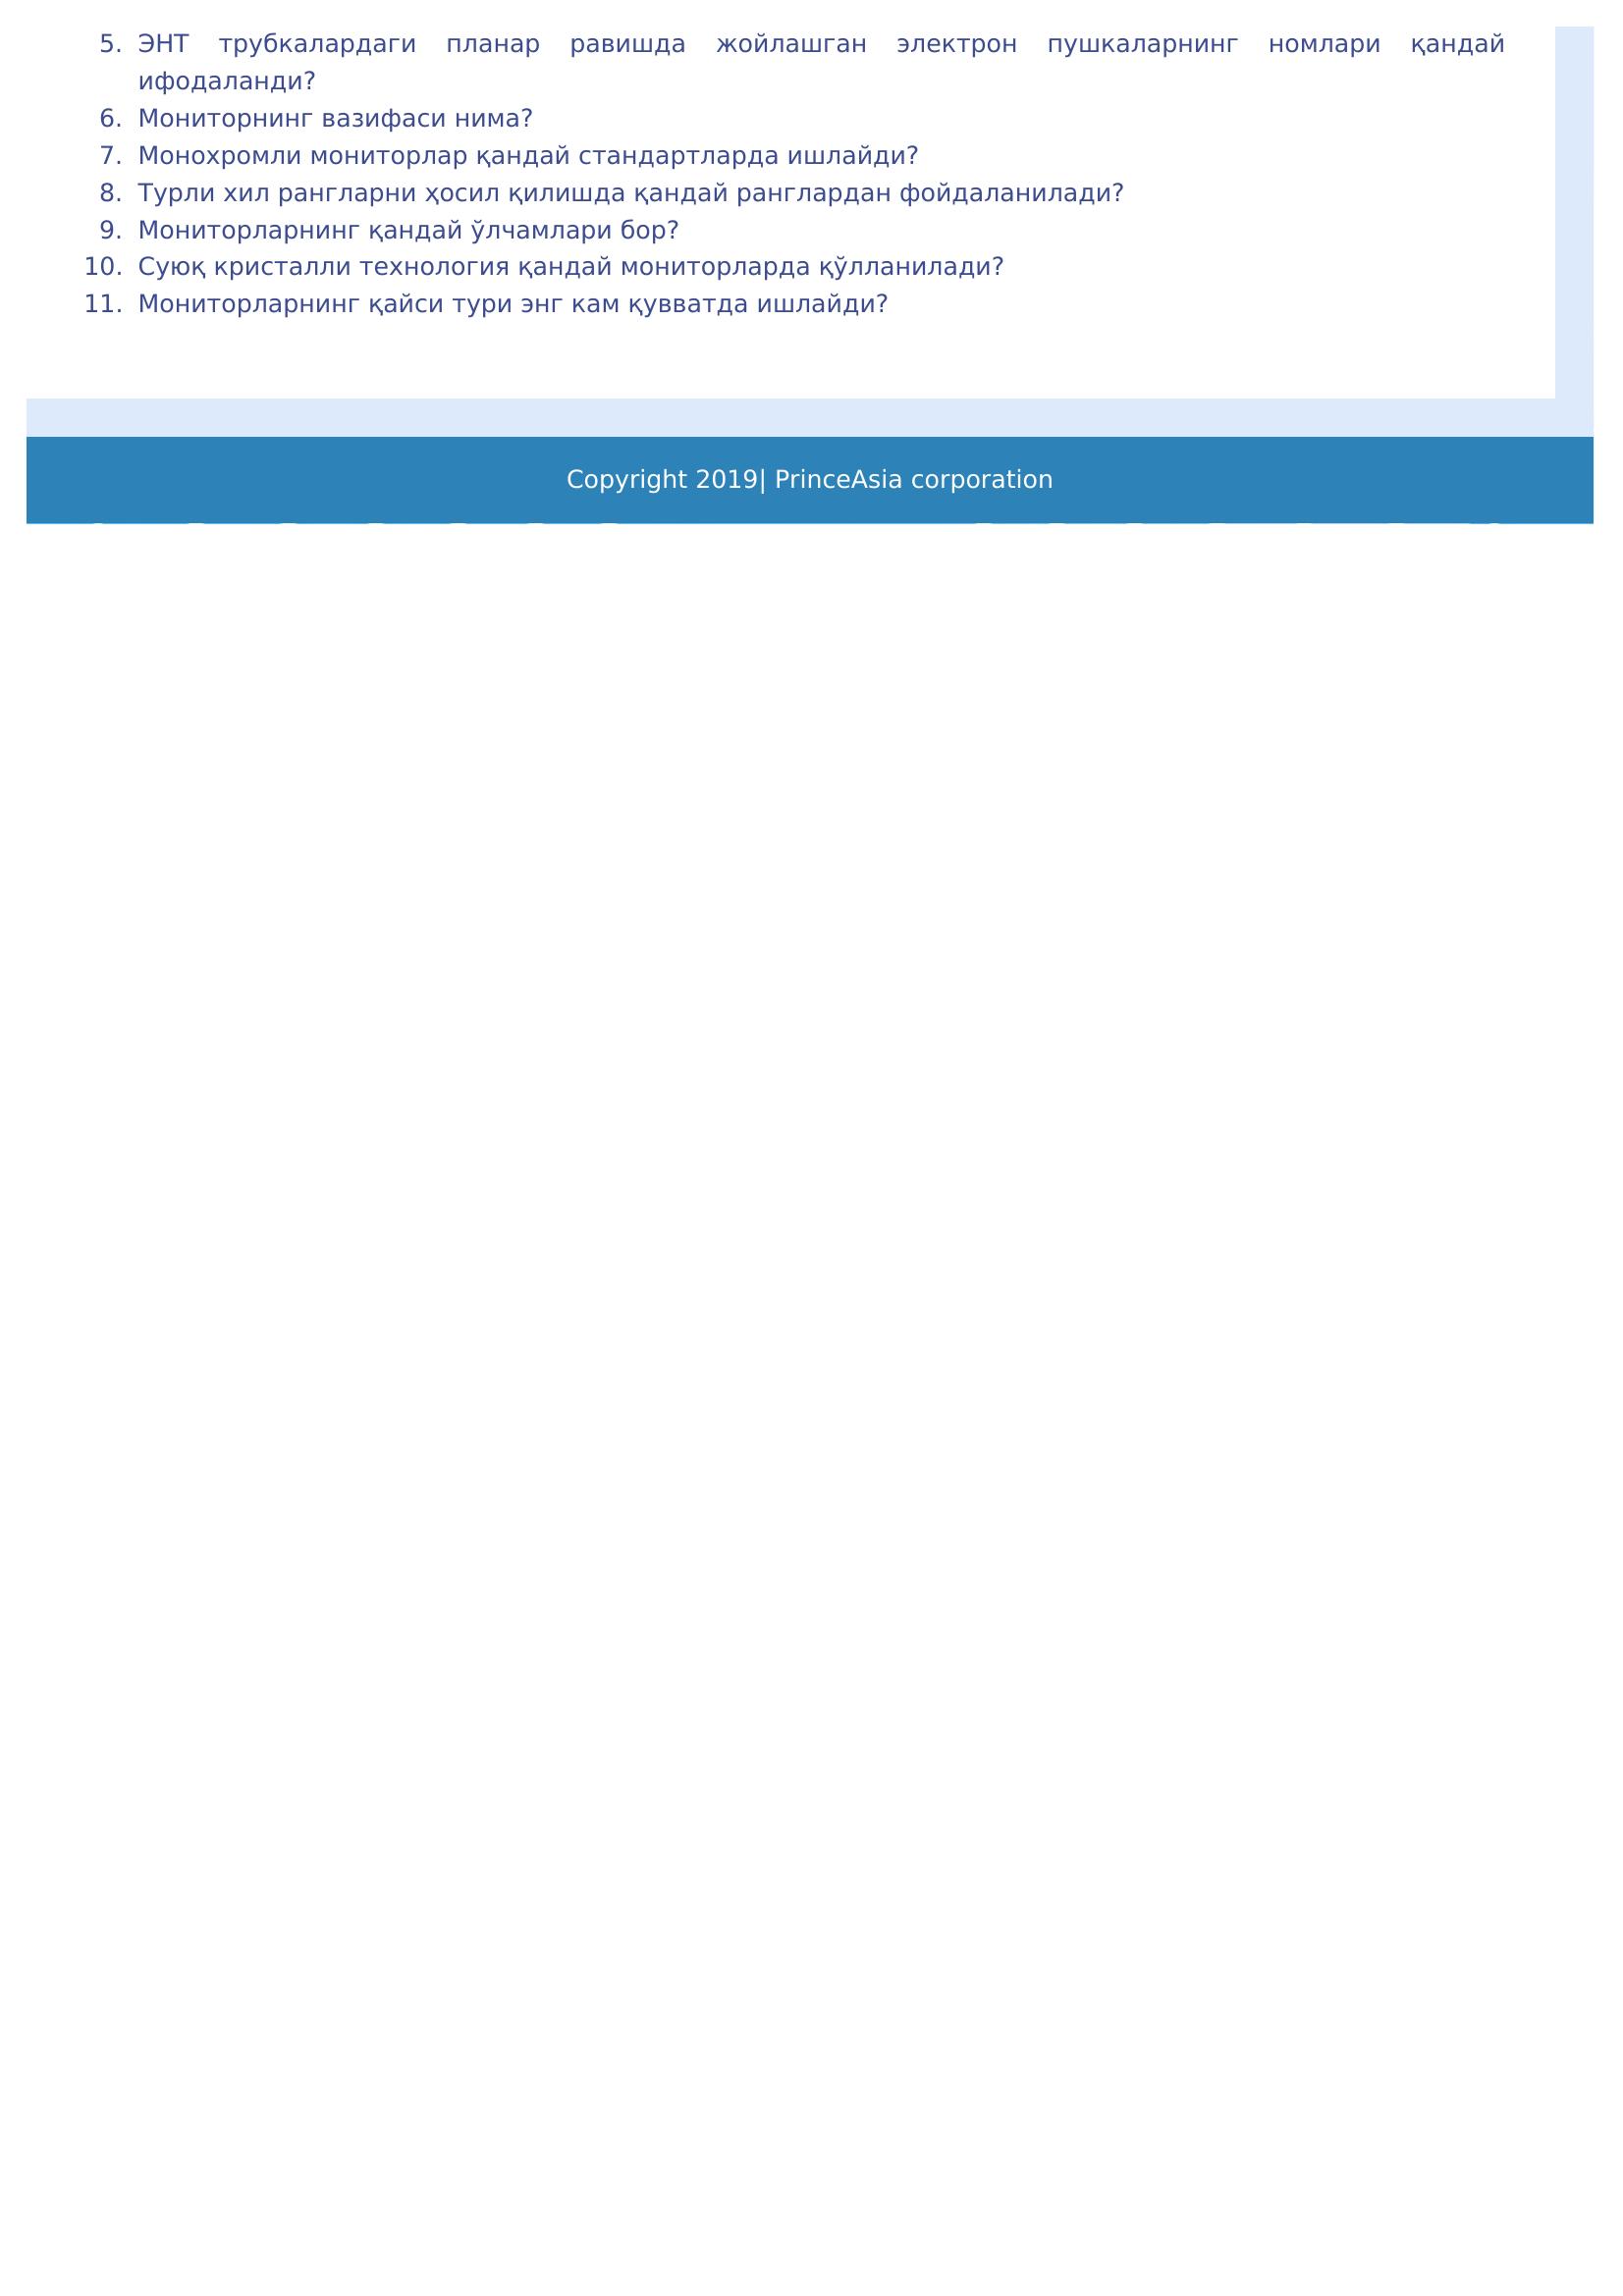 5. ЭНТ трубкалардаги планар равишда жойлашган электрон пушкаларнинг номлари қандай
ифодаланди?
6. Мониторнинг вазифаси нима?
7. Монохромли мониторлар қандай стандартларда ишлайди?
8. Турли хил рангларни ҳосил қилишда қандай ранглардан фойдаланилади?
9. Мониторларнинг қандай ўлчамлари бор?
10. Суюқ кристалли технология қандай мониторларда қўлланилади?
11. Мониторларнинг қайси тури энг кам қувватда ишлайди?
Copyright 2019| PrinceAsia corporation